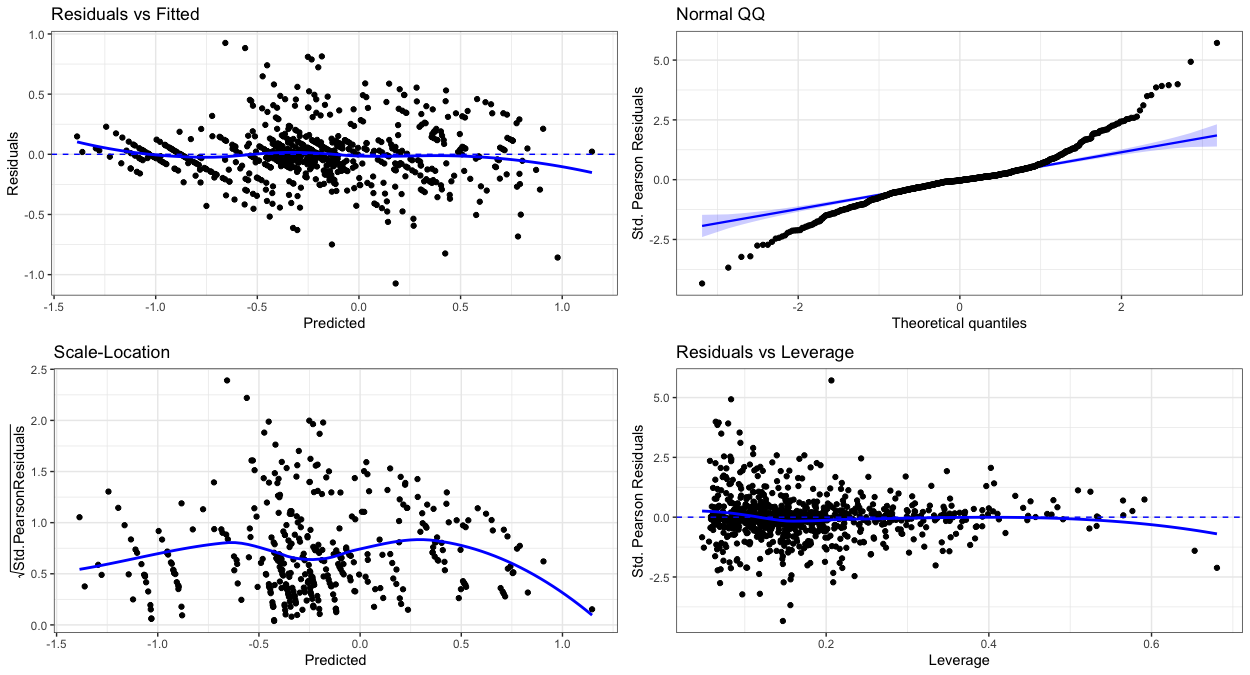 Residuals vs Fitted
1.0
0.5
0.0
-0.5
-1.0
Residuals
-1.5 -1.0 -0.5 0.0 0.5 1.0
Predicted
Normal QQ
5.0
2.5
0.0
-2.5
Std. Pearson Residuals
-2 0 2
Theoretical quantiles
Scale-Location
2.5
2.0
1.5
1.0
0.5
0.0
√Std.PearsonResiduals
-1.5 -1.0 -0.5 0.0 0.5 1.0
Predicted
Residuals vs Leverage
5.0
2.5
0.0
-2.5
Std. Pearson Residuals
0.2 0.4 0.6
Leverage